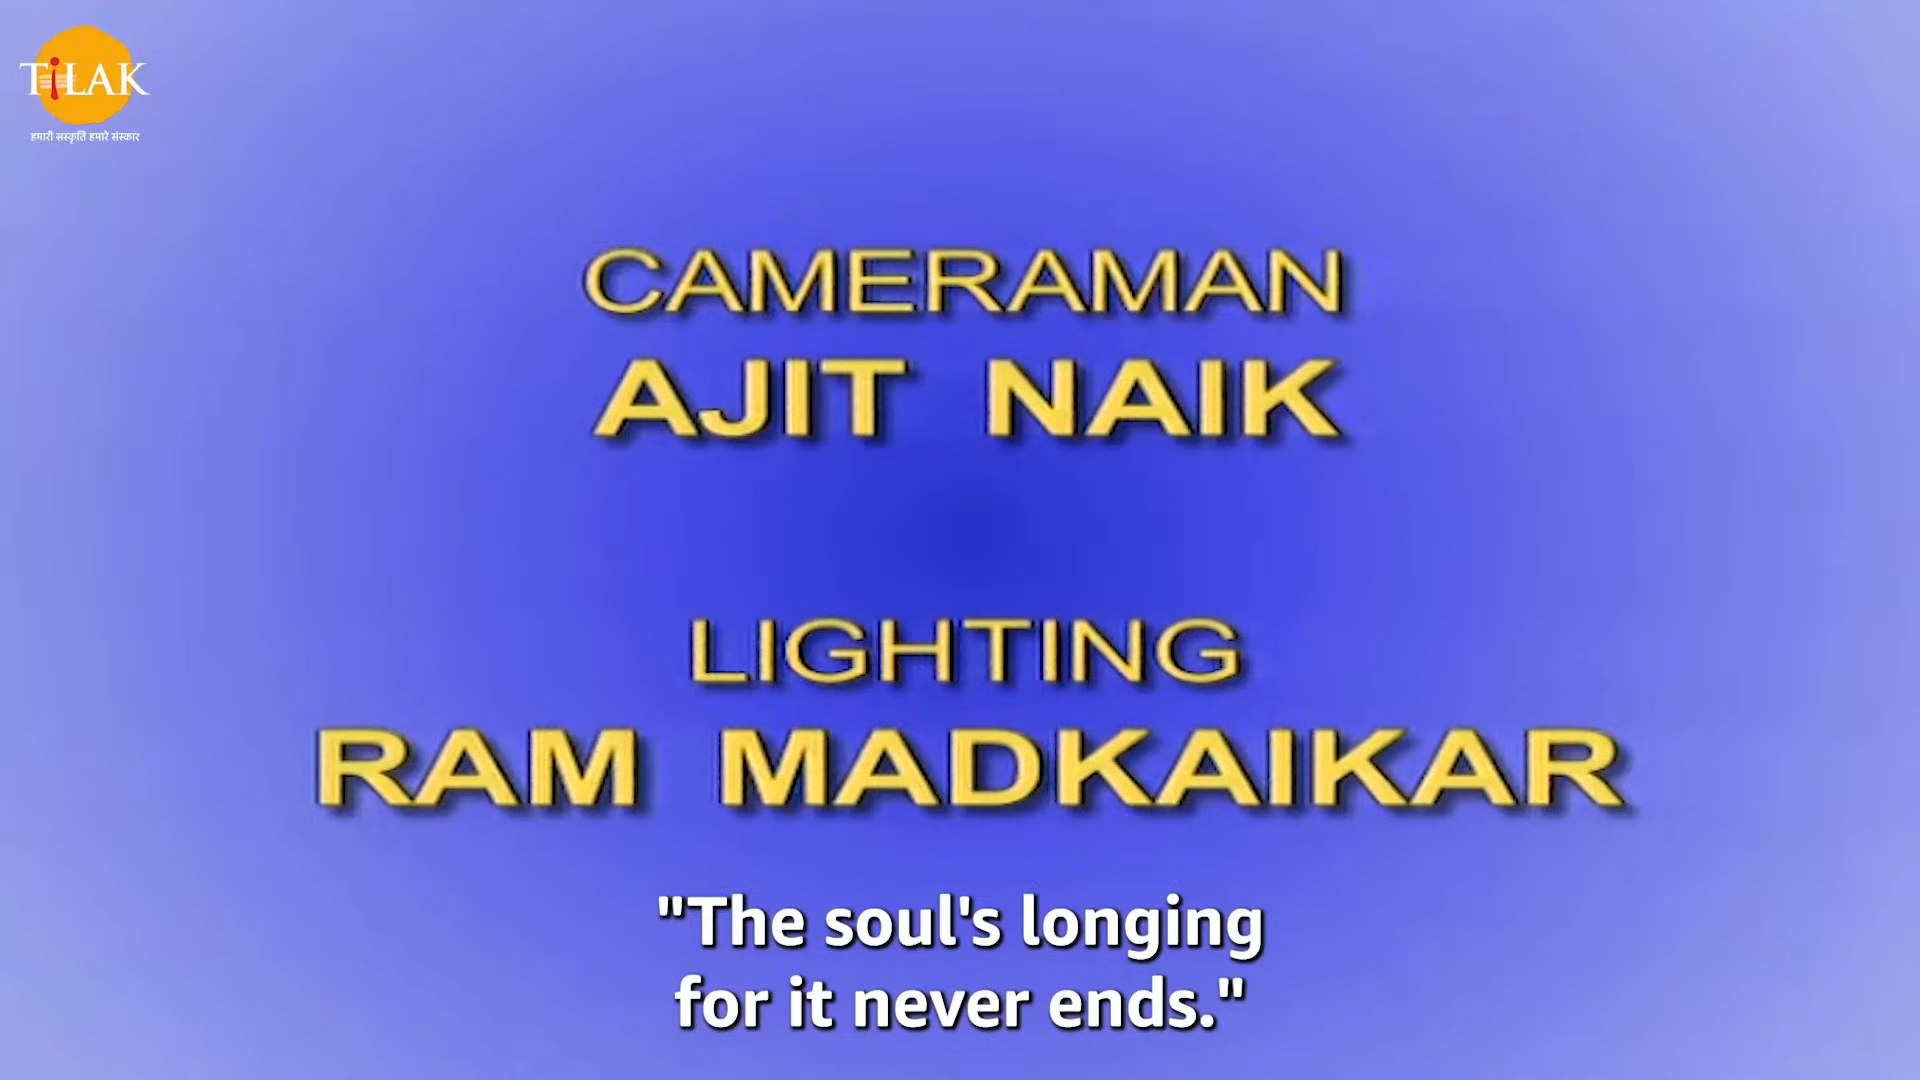 TiLAK
हमारी संस्कृति हमारे संस्कार
CAMERAMAN
AJIT NAIK
LIGHTING
RAM MADKAIKAR
"The soul's longing
for it never ends."